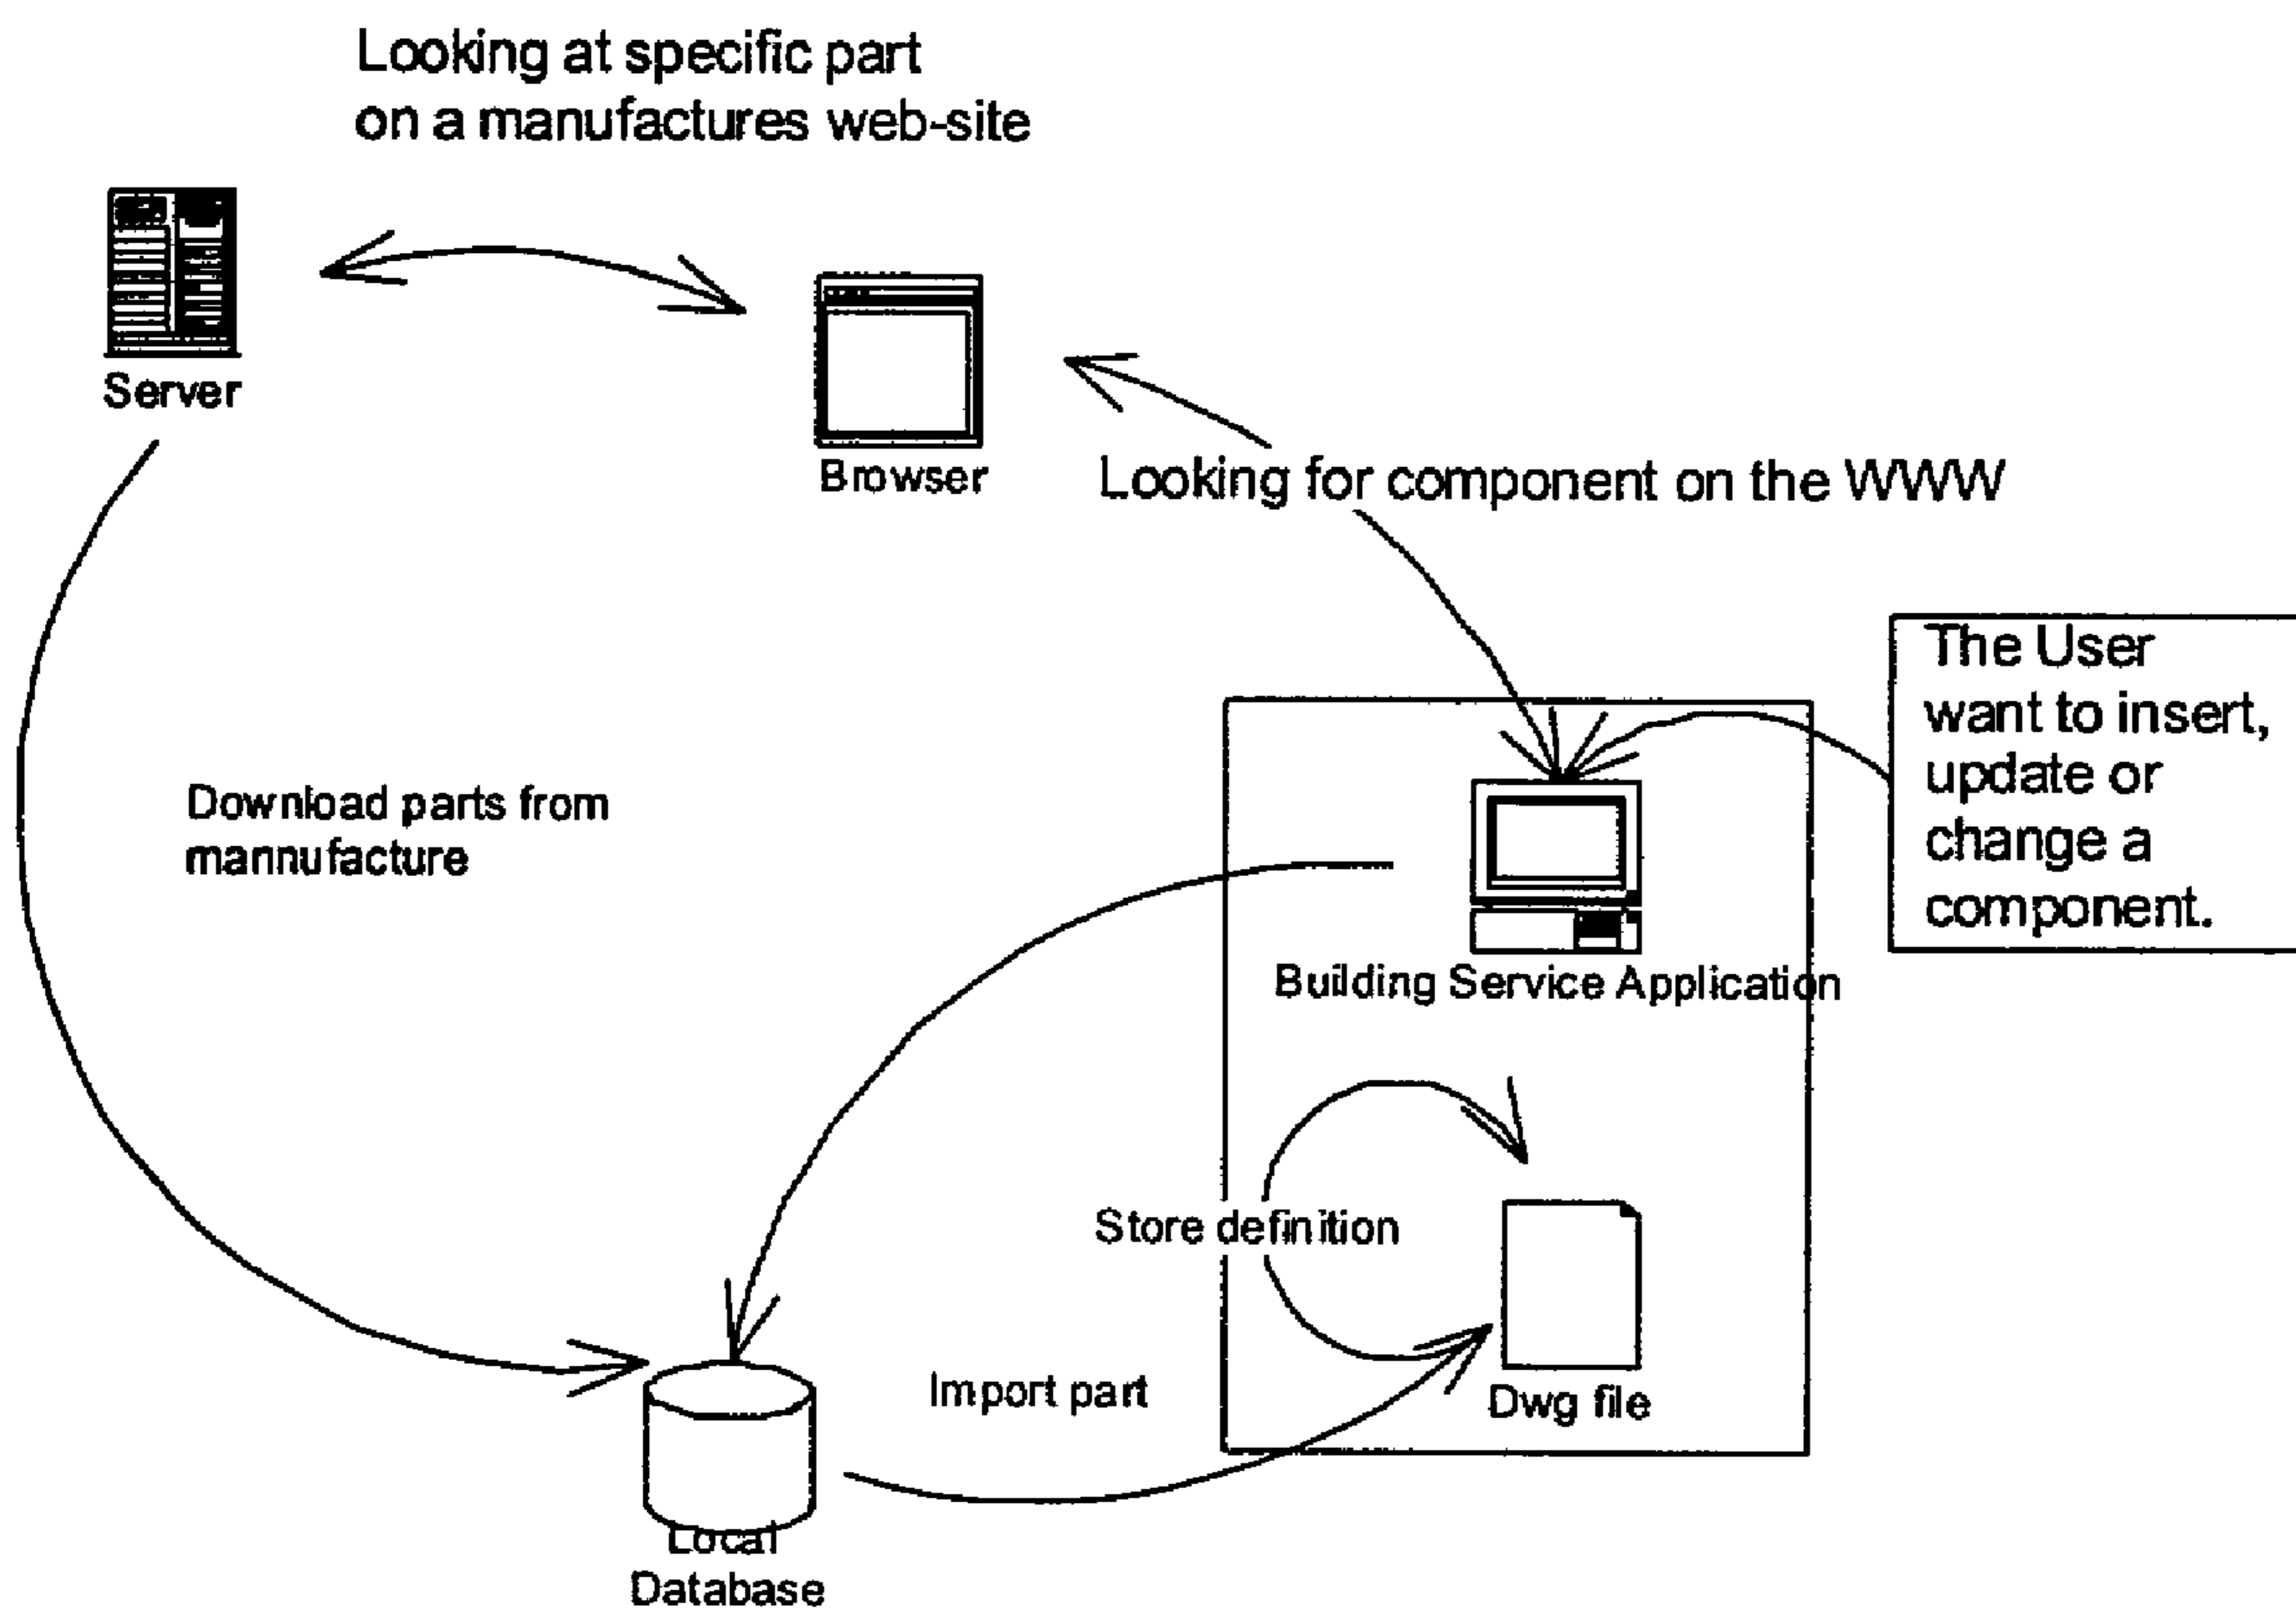 Looking at specific part
on a manufactures web-site
Server
Browser
Looking for component on the WWW
The User
want to insert,
update or
change a
component.
Download parts from
mannufacture
Building Service Application
Store definition
Import part
Dwg file
Local
Database